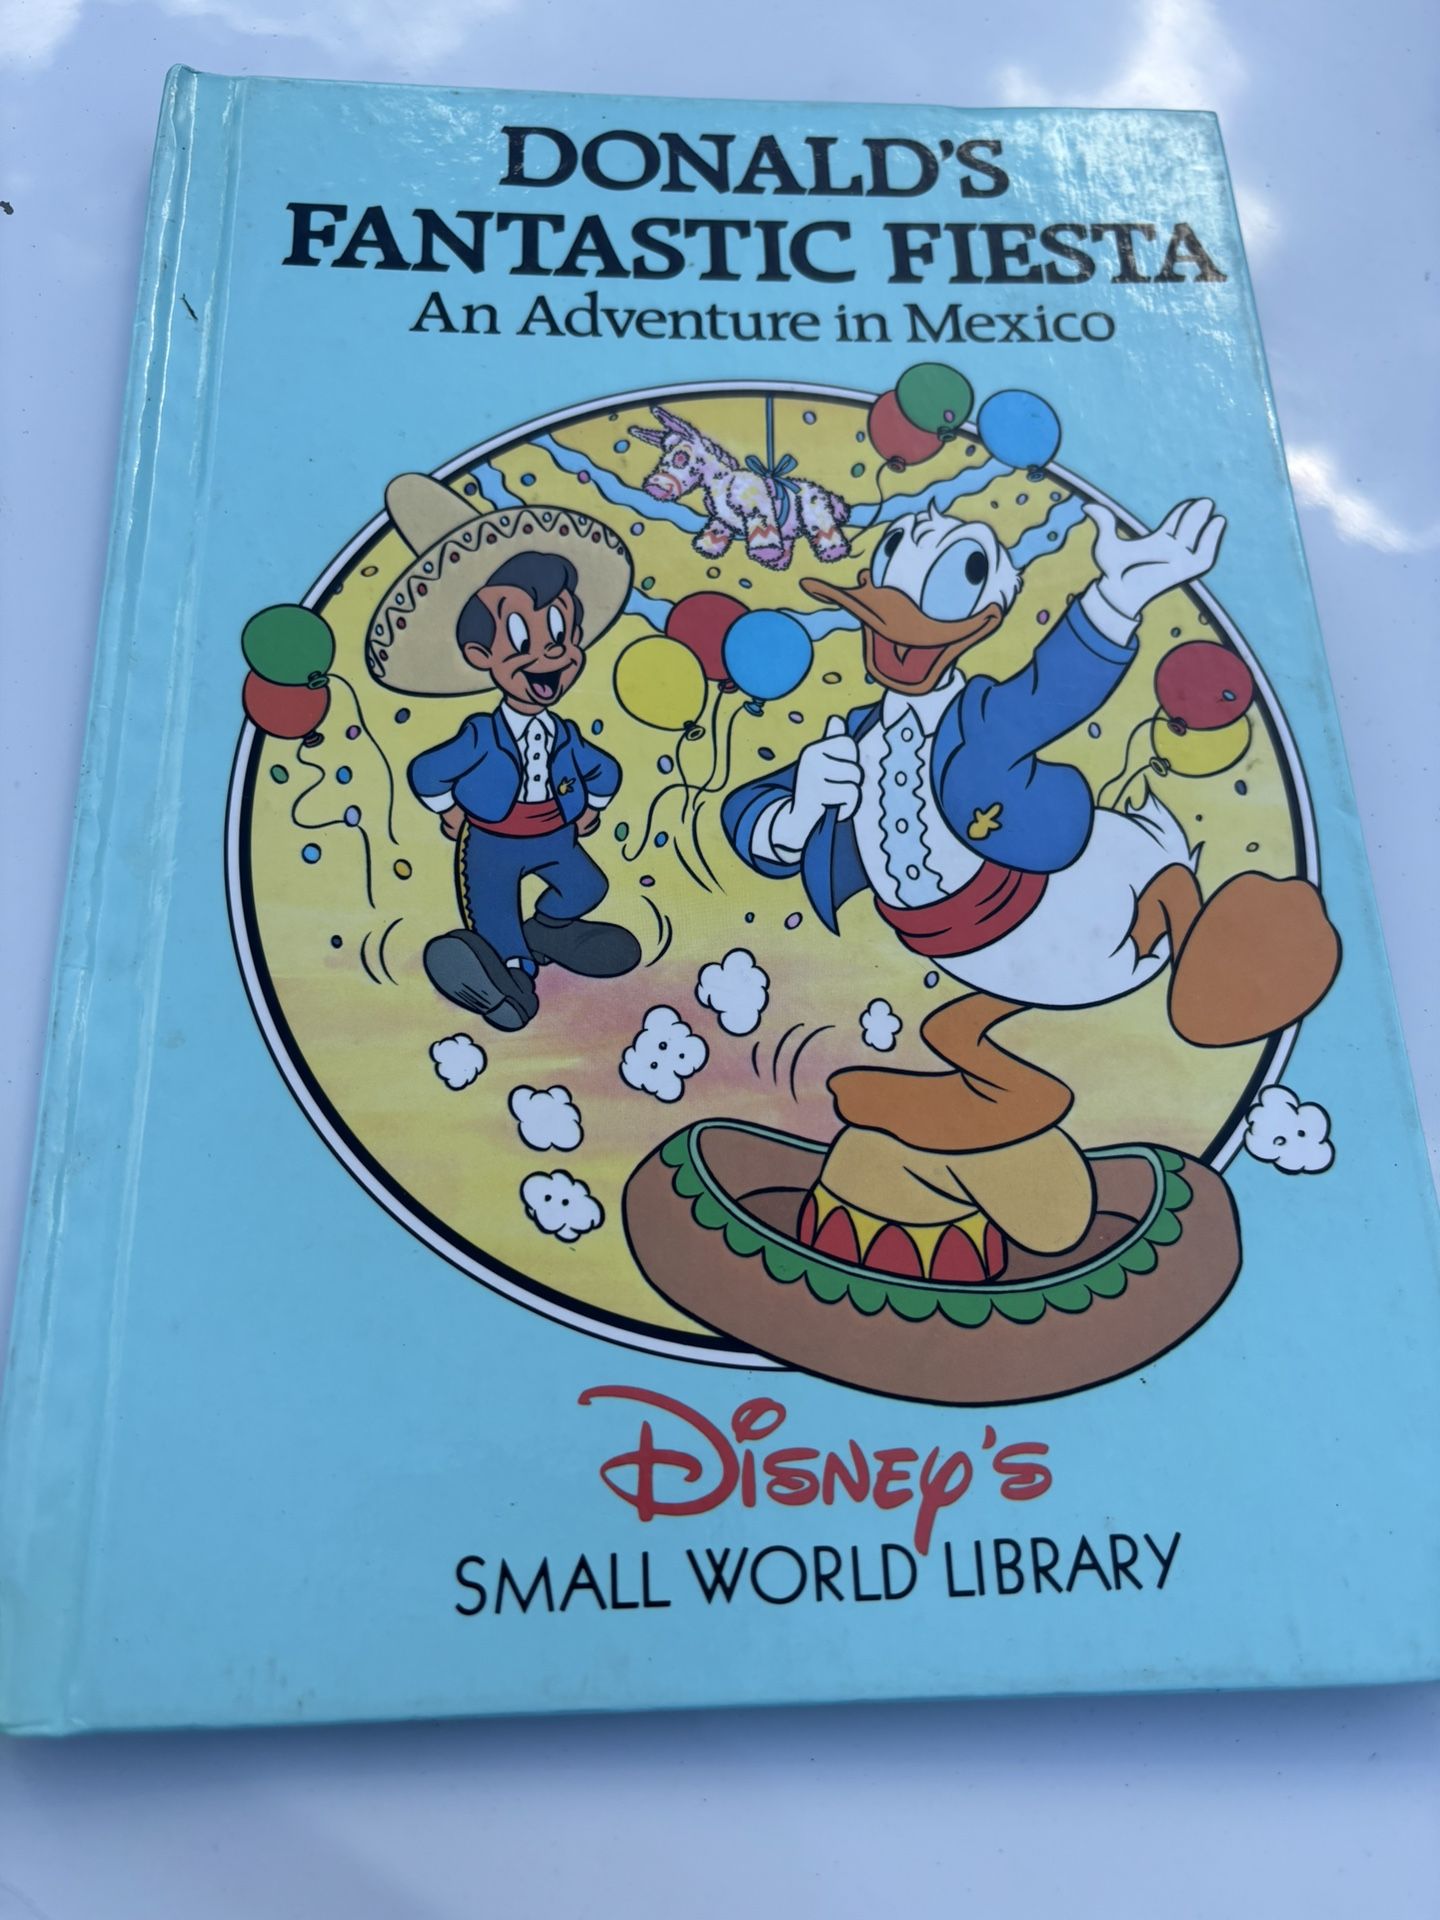 DONALD'S
FANTASTIC FIESTA
An Adventure in Mexico
DISNEY'S
SMALL WORLD LIBRARY